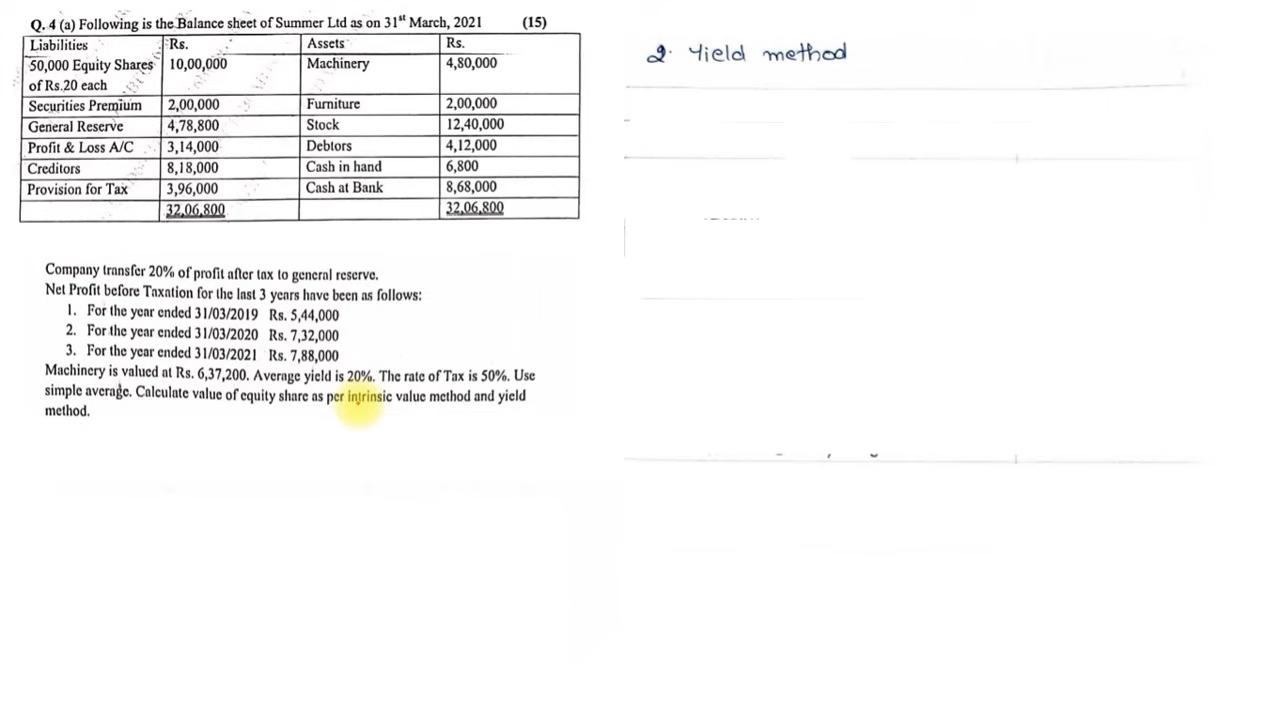 Q. 4 (a) Following is the Balance sheet of Summer Ltd as on 31st March, 2021 (15)
Liabilities Rs. Assets Rs.
50,000 Equity Shares of Rs.20 each 10,00,000 Machinery 4,80,000
Securities Premium 2,00,000 Furniture 2,00,000
General Reserve 4,78,800 Stock 12,40,000
Profit & Loss A/C 3,14,000 Debtors 4,12,000
Creditors 8,18,000 Cash in hand 6,800
Provision for Tax 3,96,000 Cash at Bank 8,68,000
32,06,800 32,06,800
Company transfer 20% of profit after tax to general reserve.
Net Profit before Taxation for the last 3 years have been as follows:
1. For the year ended 31/03/2019 Rs. 5,44,000
2. For the year ended 31/03/2020 Rs. 7,32,000
3. For the year ended 31/03/2021 Rs. 7,88,000
Machinery is valued at Rs. 6,37,200. Average yield is 20%. The rate of Tax is 50%. Use
simple average. Calculate value of equity share as per intrinsic value method and yield
method.
2. Yield method